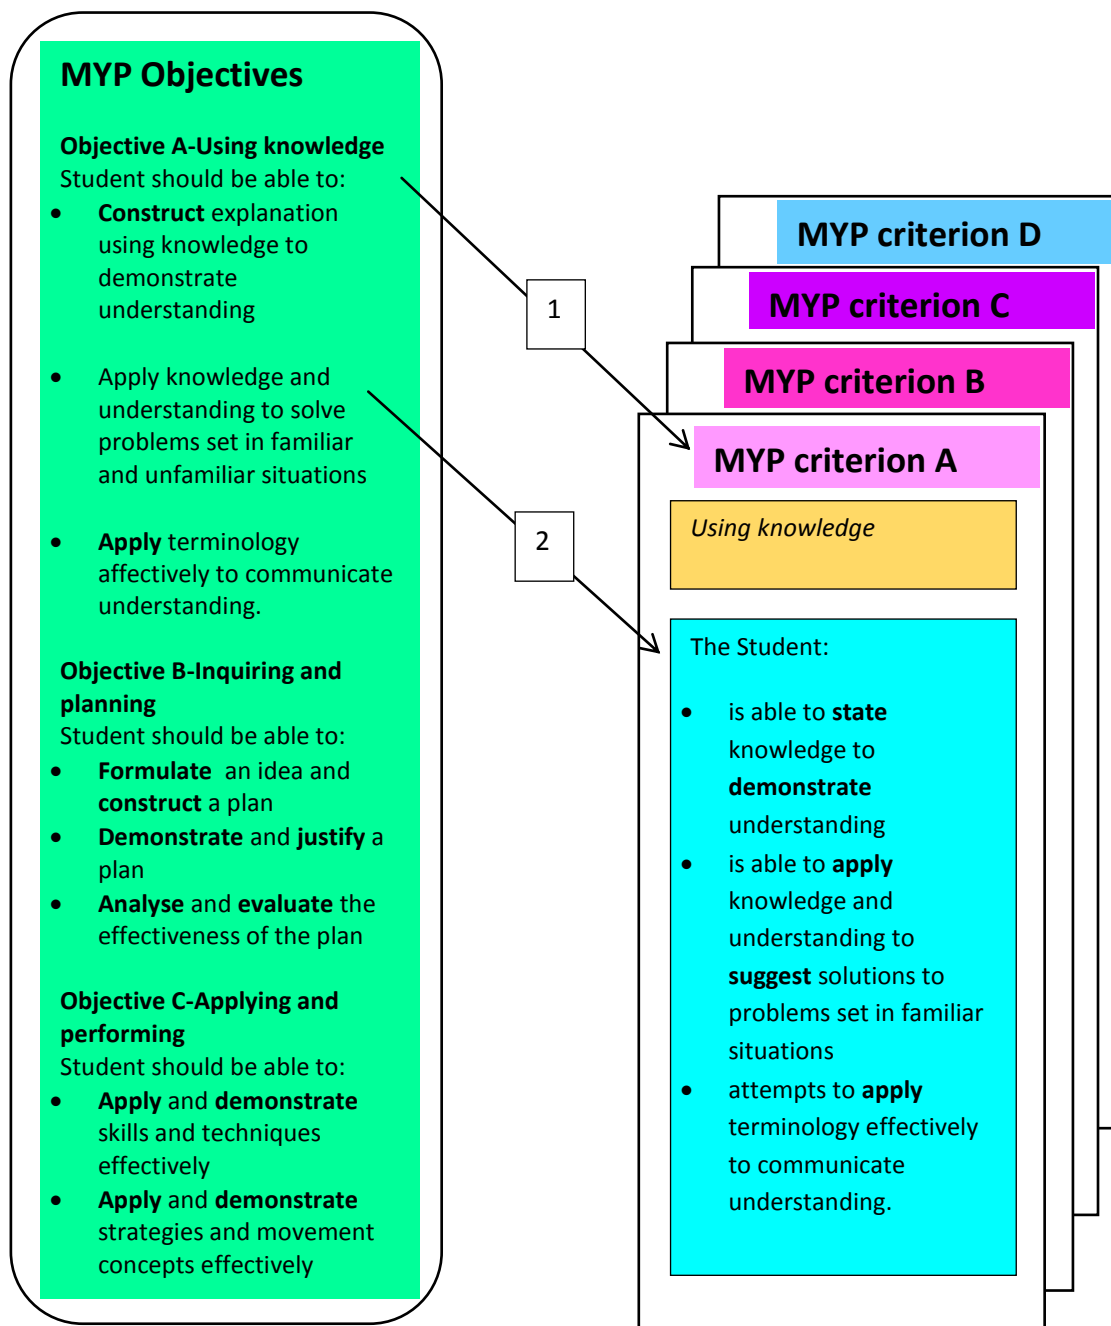 MYP Objectives
Objective A-Using knowledge
Student should be able to:
• Construct explanation
using knowledge to
demonstrate
understanding
• Apply knowledge and
understanding to solve
problems set in familiar
and unfamiliar situations
• Apply terminology
affectively to communicate
understanding.
Objective B-Inquiring and
planning
Student should be able to:
• Formulate an idea and
construct a plan
• Demonstrate and justify a
plan
• Analyse and evaluate the
effectiveness of the plan
Objective C-Applying and
performing
Student should be able to:
• Apply and demonstrate
skills and techniques
effectively
• Apply and demonstrate
strategies and movement
concepts effectively
1
2
MYP criterion D
MYP criterion C
MYP criterion B
MYP criterion A
Using knowledge
The Student:
• is able to state
knowledge to
demonstrate
understanding
• is able to apply
knowledge and
understanding to
suggest solutions to
problems set in familiar
situations
• attempts to apply
terminology effectively
to communicate
understanding.